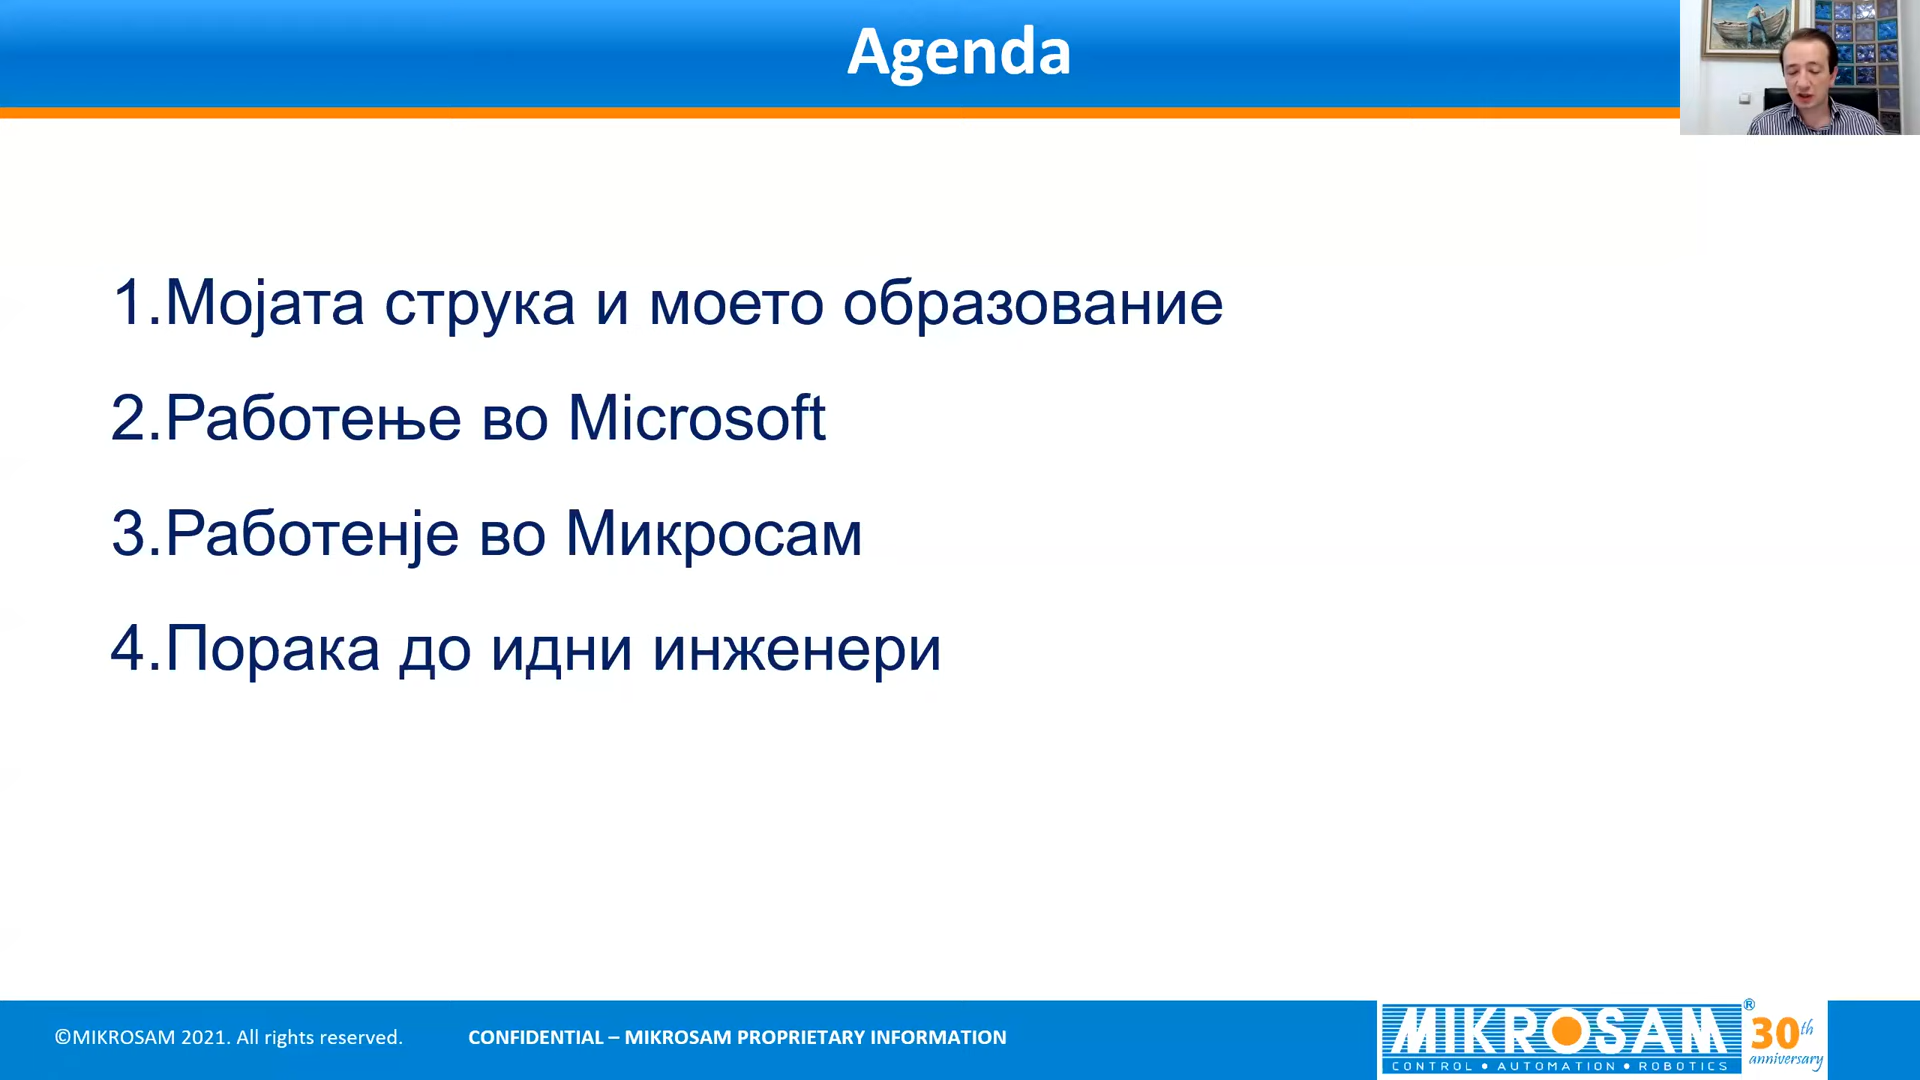 Agenda
1.Мојата струка и моето образование
2.Работење во Microsoft
3.Работенје во Микросам
4.Порака до идни инженери
©MIKROSAM 2021. All rights reserved.
CONFIDENTIAL – MIKROSAM PROPRIETARY INFORMATION
MIKROSAM®
CONTROL • AUTOMATION • ROBOTICS
30th
anniversary